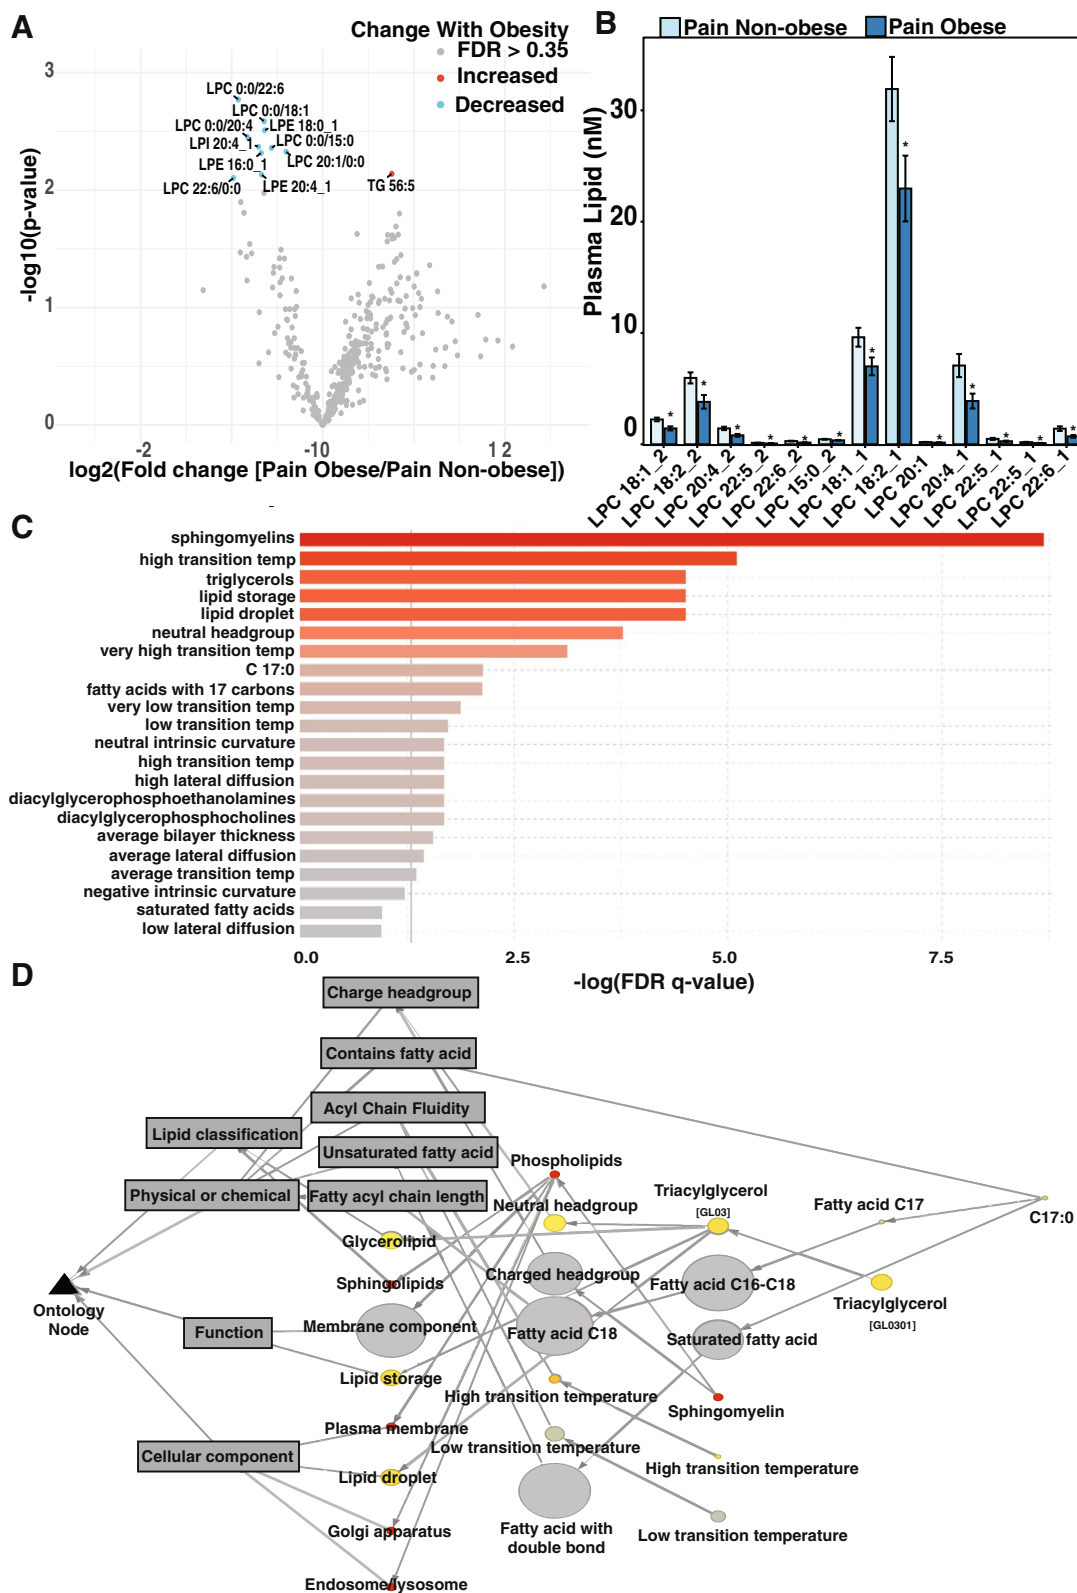 A
Change With Obesity
FDR > 0.35
Increased
Decreased
3
2
1
0
-log10(p-value)
LPC 0:0/22:6
LPC 0:0/18:1
LPC 0:0/20:4
LPE 18:0_1
LPI 20:4_1
LPC 0:0/15:0
LPE 16:0_1
LPC 20:1/0:0
LPC 22:6/0:0
LPE 20:4_1
TG 56:5
-2
-10
12
log2(Fold change [Pain Obese/Pain Non-obese])
B
Pain Non-obese
Pain Obese
Plasma Lipid (nM)
30
20
10
0
* * * * * * * * * * * * *
LPC 18:1_2
LPC 18:2_2
LPC 20:4_2
LPC 22:5_2
LPC 22:6_2
LPC 15:0_2
LPC 18:1_1
LPC 18:2_1
LPC 20:1
LPC 20:4_1
LPC 22:5_1
LPC 22:5_1
LPC 22:6_1
C
sphingomyelins
high transition temp
triglycerols
lipid storage
lipid droplet
neutral headgroup
very high transition temp
C 17:0
fatty acids with 17 carbons
very low transition temp
low transition temp
neutral intrinsic curvature
high transition temp
high lateral diffusion
diacylglycerophosphoethanolamines
diacylglycerophosphocholines
average bilayer thickness
average lateral diffusion
average transition temp
negative intrinsic curvature
saturated fatty acids
low lateral diffusion
0.0
2.5
5.0
7.5
-log(FDR q-value)
D
Charge headgroup
Contains fatty acid
Acyl Chain Fluidity
Lipid classification
Unsaturated fatty acid
Physical or chemical
Fatty acyl chain length
Phospholipids
Neutral headgroup
Triacylglycerol
[GL03]
Fatty acid C17
C17:0
Glycerolipid
Sphingolipids
Charged headgroup
Fatty acid C16-C18
Triacylglycerol
[GL0301]
Ontology
Node
Function
Membrane component
Fatty acid C18
Saturated fatty acid
Lipid storage
High transition temperature
Sphingomyelin
Plasma membrane
Low transition temperature
Cellular component
Lipid droplet
High transition temperature
Golgi apparatus
Fatty acid with
double bond
Low transition temperature
Endosome/lysosome